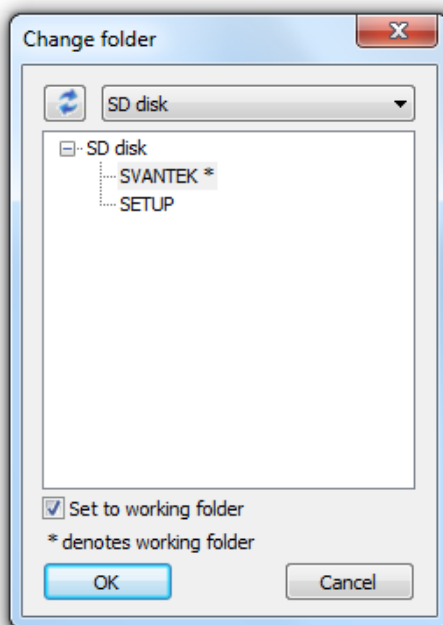 Change folder
SD disk
SD disk
SVANTEK *
SETUP
Set to working folder
* denotes working folder
OK Cancel